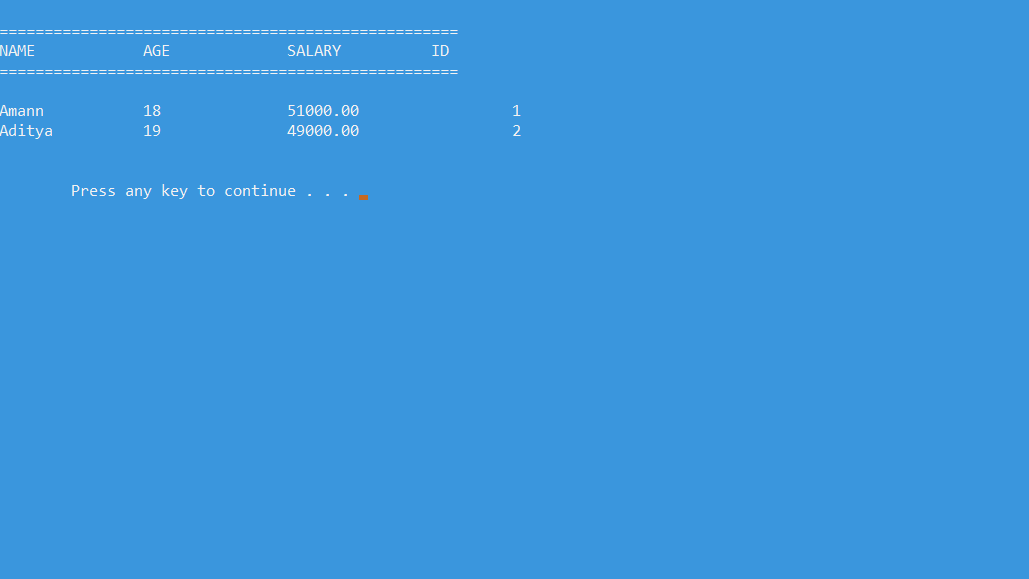 ===================================================
NAME            AGE             SALARY          ID
===================================================
Amann           18              51000.00                 1
Aditya          19              49000.00                 2
Press any key to continue . . .